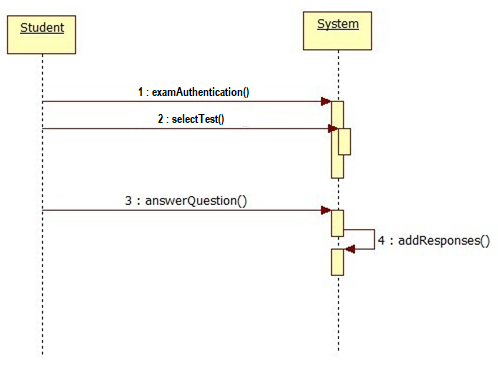 Student
System
1 : examAuthentication()
2 : selectTest()
3 : answerQuestion()
4 : addResponses()